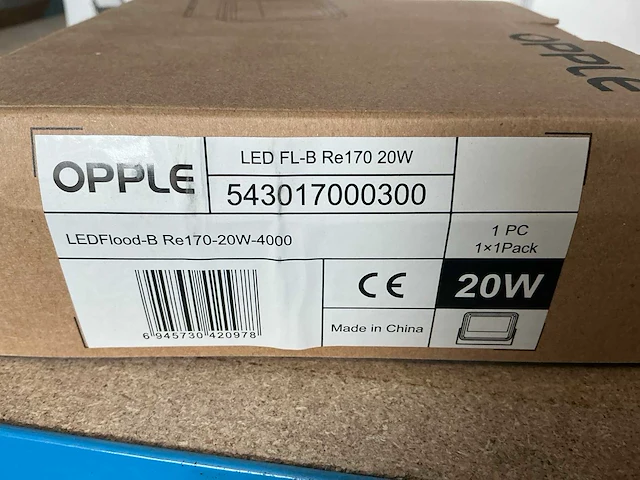 OPPLE
OPPLE
LED FL-B Re170 20W
543017000300
LEDFlood-B Re170-20W-4000
1 PC
1×1Pack
CE
20W
Made in China
6 945730 420978